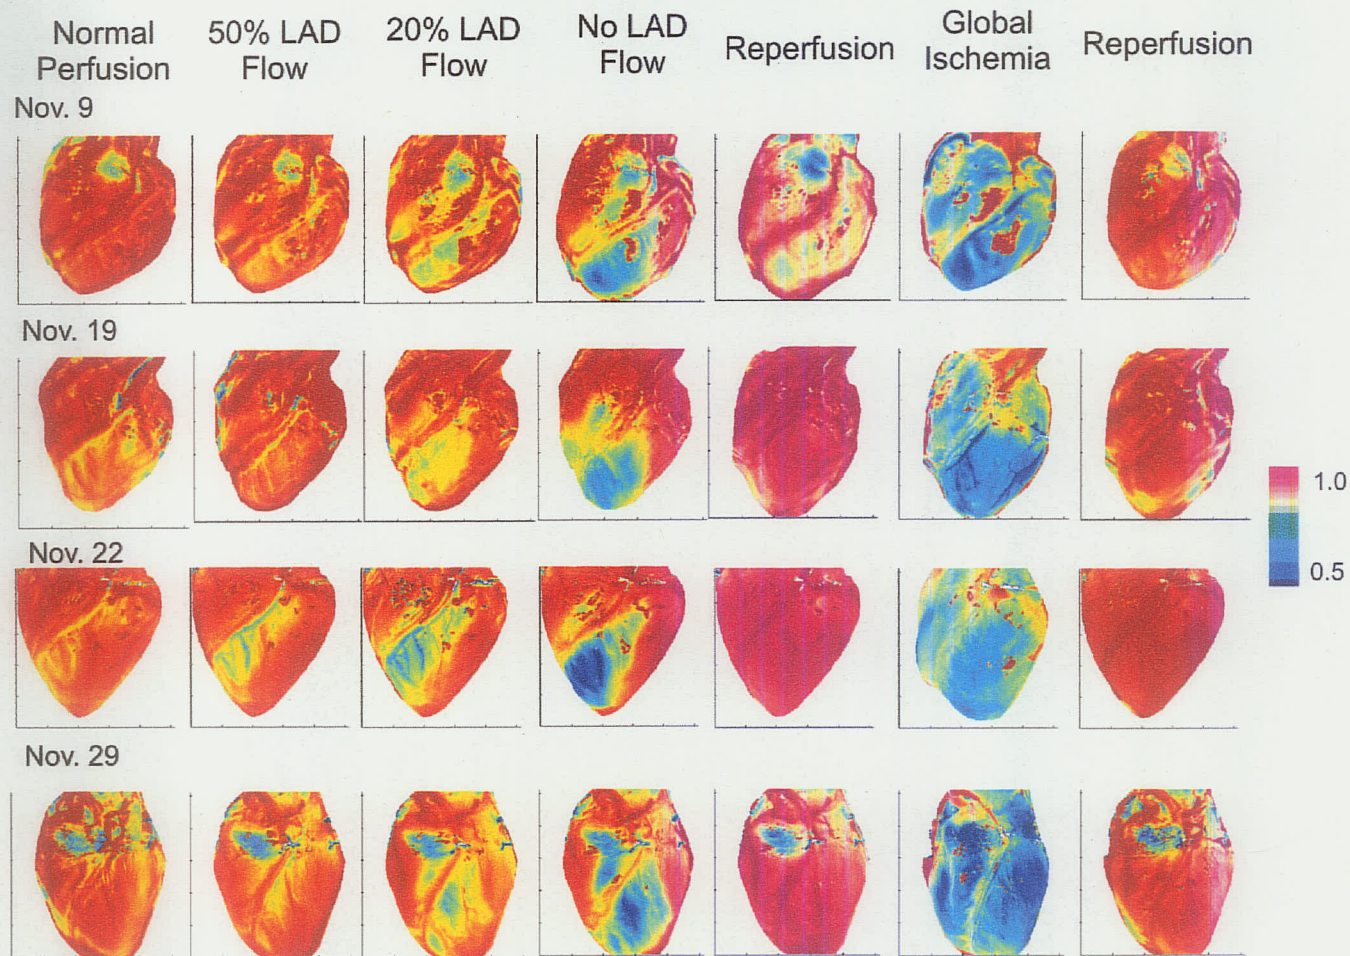 Normal
Perfusion
50% LAD
Flow
20% LAD
Flow
No LAD
Flow
Reperfusion
Global
Ischemia
Reperfusion
Nov. 9
Nov. 19
1.0
0.5
Nov. 22
Nov. 29